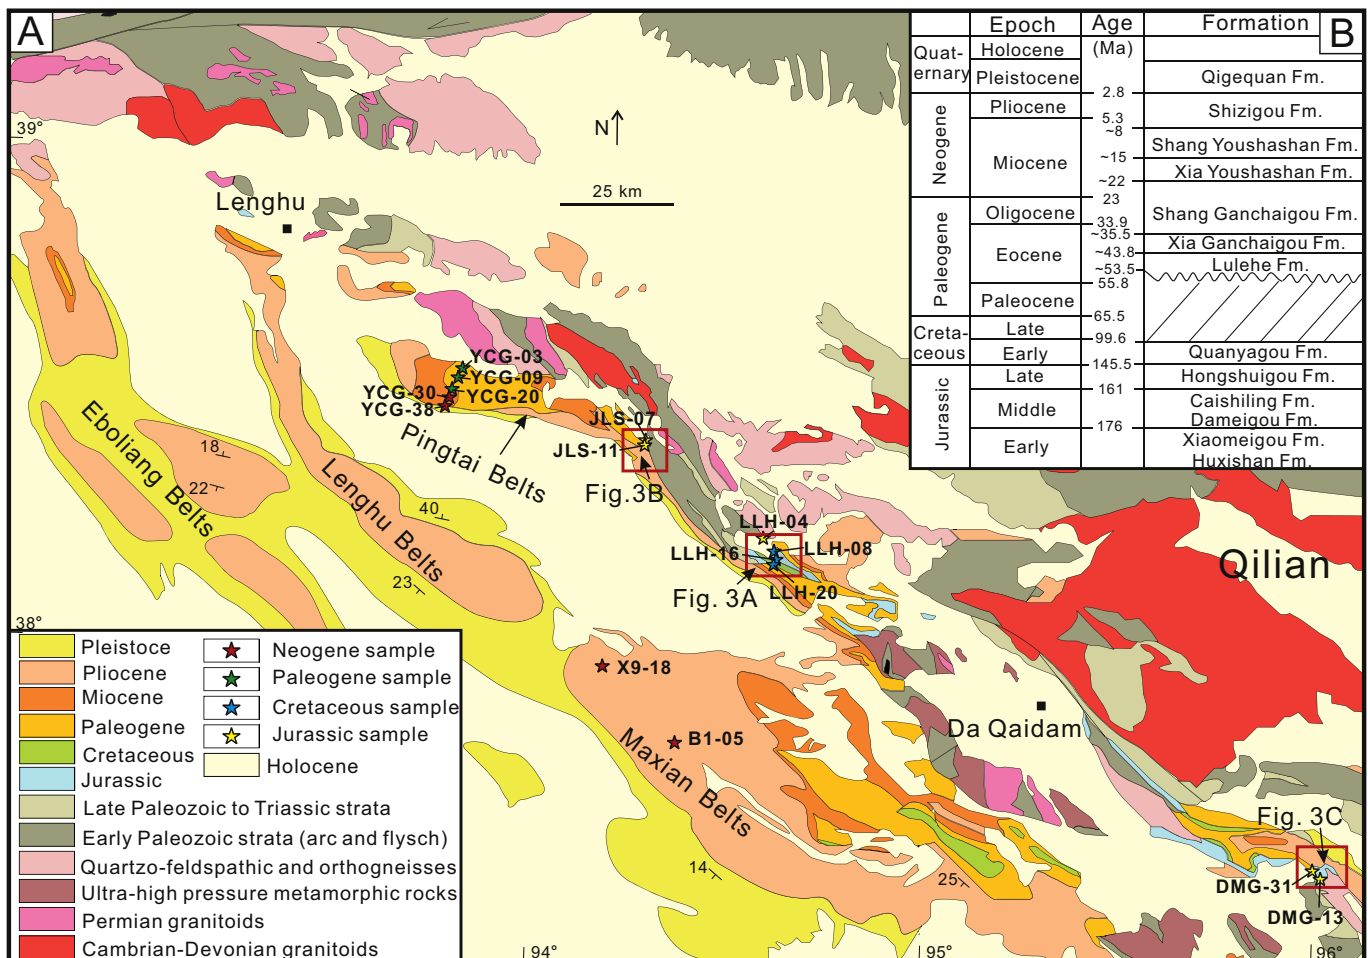 A
39°
Lenghu
N
25 km
YCG-03
YCG-09
YCG-30
YCG-20
YCG-38
Pingtai Belts
JLS-07
JLS-11
Fig.3B
Eboliang Belts
18
22
Lenghu Belts
40
23
LLH-04
LLH-16
LLH-08
Fig. 3A
LLH-20
Qilian
38°
X9-18
B1-05
Maxian Belts
Da Qaidam
14
25
Fig. 3C
DMG-31
DMG-13
94°
95°
96°
Pleistoce
Pliocene
Miocene
Paleogene
Cretaceous
Jurassic
Late Paleozoic to Triassic strata
Early Paleozoic strata (arc and flysch)
Quartzo-feldspathic and orthogneisses
Ultra-high pressure metamorphic rocks
Permian granitoids
Cambrian-Devonian granitoids
Neogene sample
Paleogene sample
Cretaceous sample
Jurassic sample
Holocene
B
Epoch
Age
(Ma)
Formation
Quat-
ernary
Holocene
Pleistocene
Qigequan Fm.
2.8
Neogene
Pliocene
Shizigou Fm.
5.3
~8
Miocene
Shang Youshashan Fm.
~15
Xia Youshashan Fm.
~22
23
Paleogene
Oligocene
Shang Ganchaigou Fm.
33.9
~35.5
Eocene
Xia Ganchaigou Fm.
~43.8
Lulehe Fm.
~53.5
55.8
Paleocene
65.5
Creta-
ceous
Late
99.6
Early
Quanyagou Fm.
145.5
Jurassic
Late
Hongshuigou Fm.
161
Middle
Caishiling Fm.
Dameigou Fm.
176
Early
Xiaomeigou Fm.
Huxishan Fm.